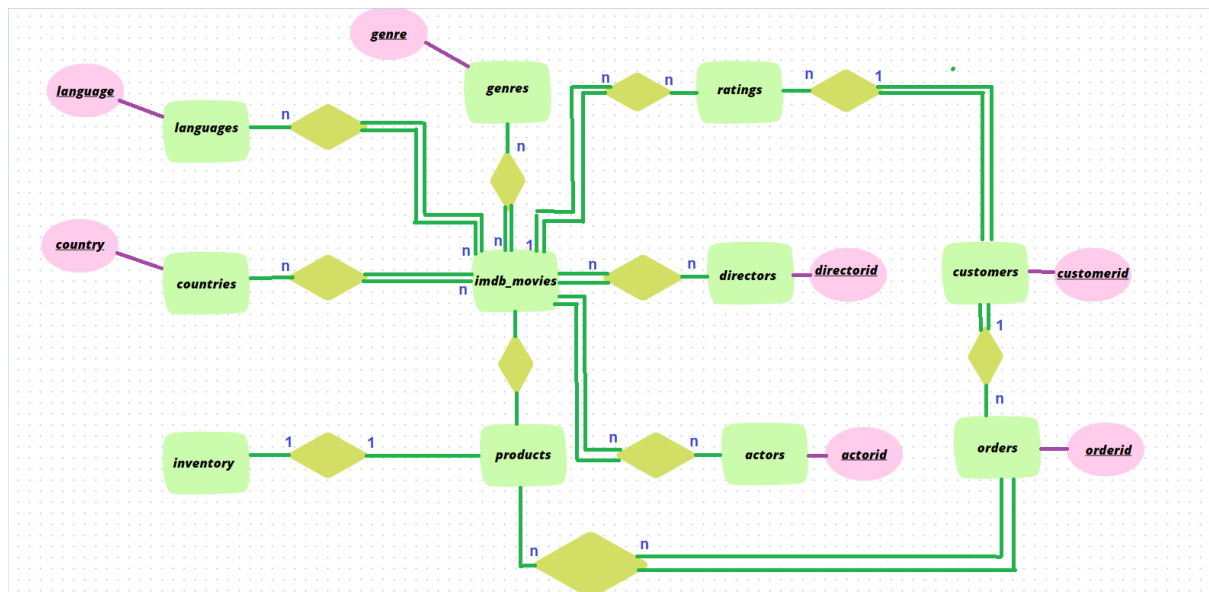 genre
language
genres
n
n
n
1
ratings
languages
n
n
n
n
n
1
country
countries
n
n
imdb_movies
n
n
directors
directorid
customers
customerid
1
n
inventory
1
1
products
n
n
actors
actorid
orders
orderid
n
n